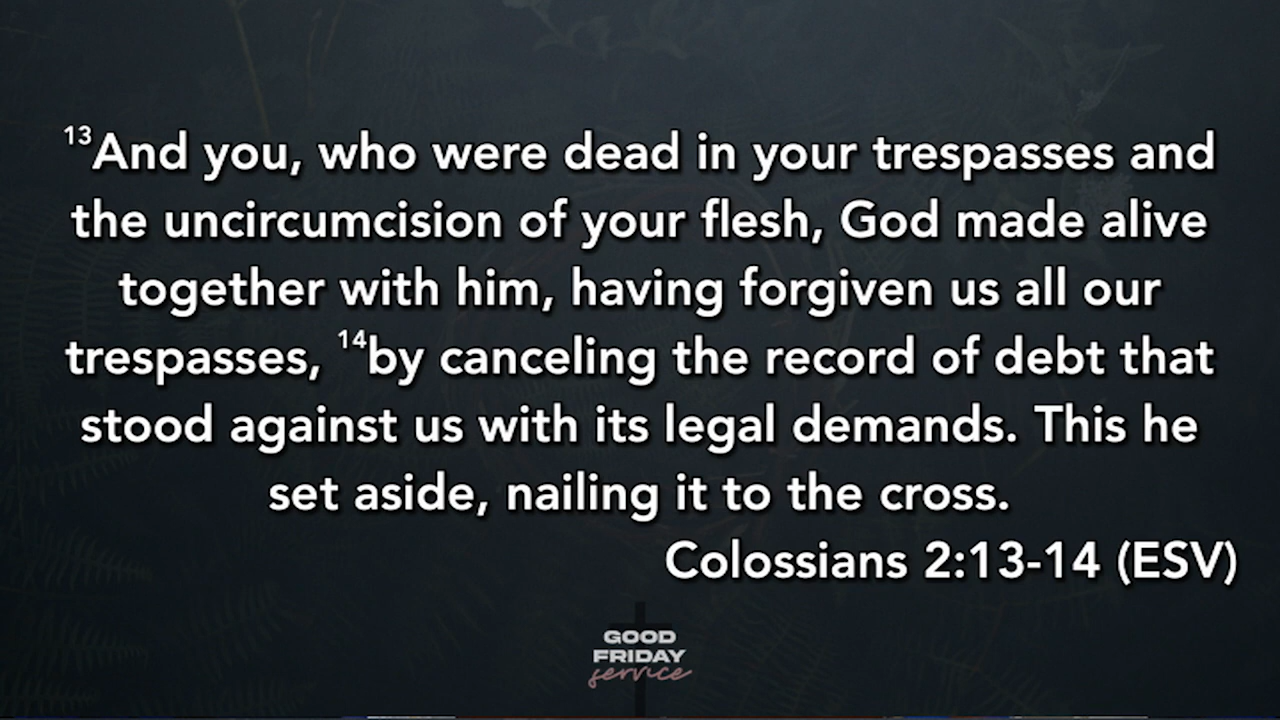 13And you, who were dead in your trespasses and
the uncircumcision of your flesh, God made alive
together with him, having forgiven us all our
trespasses, 14by canceling the record of debt that
stood against us with its legal demands. This he
set aside, nailing it to the cross.
Colossians 2:13-14 (ESV)
GOOD
FRIDAY
service